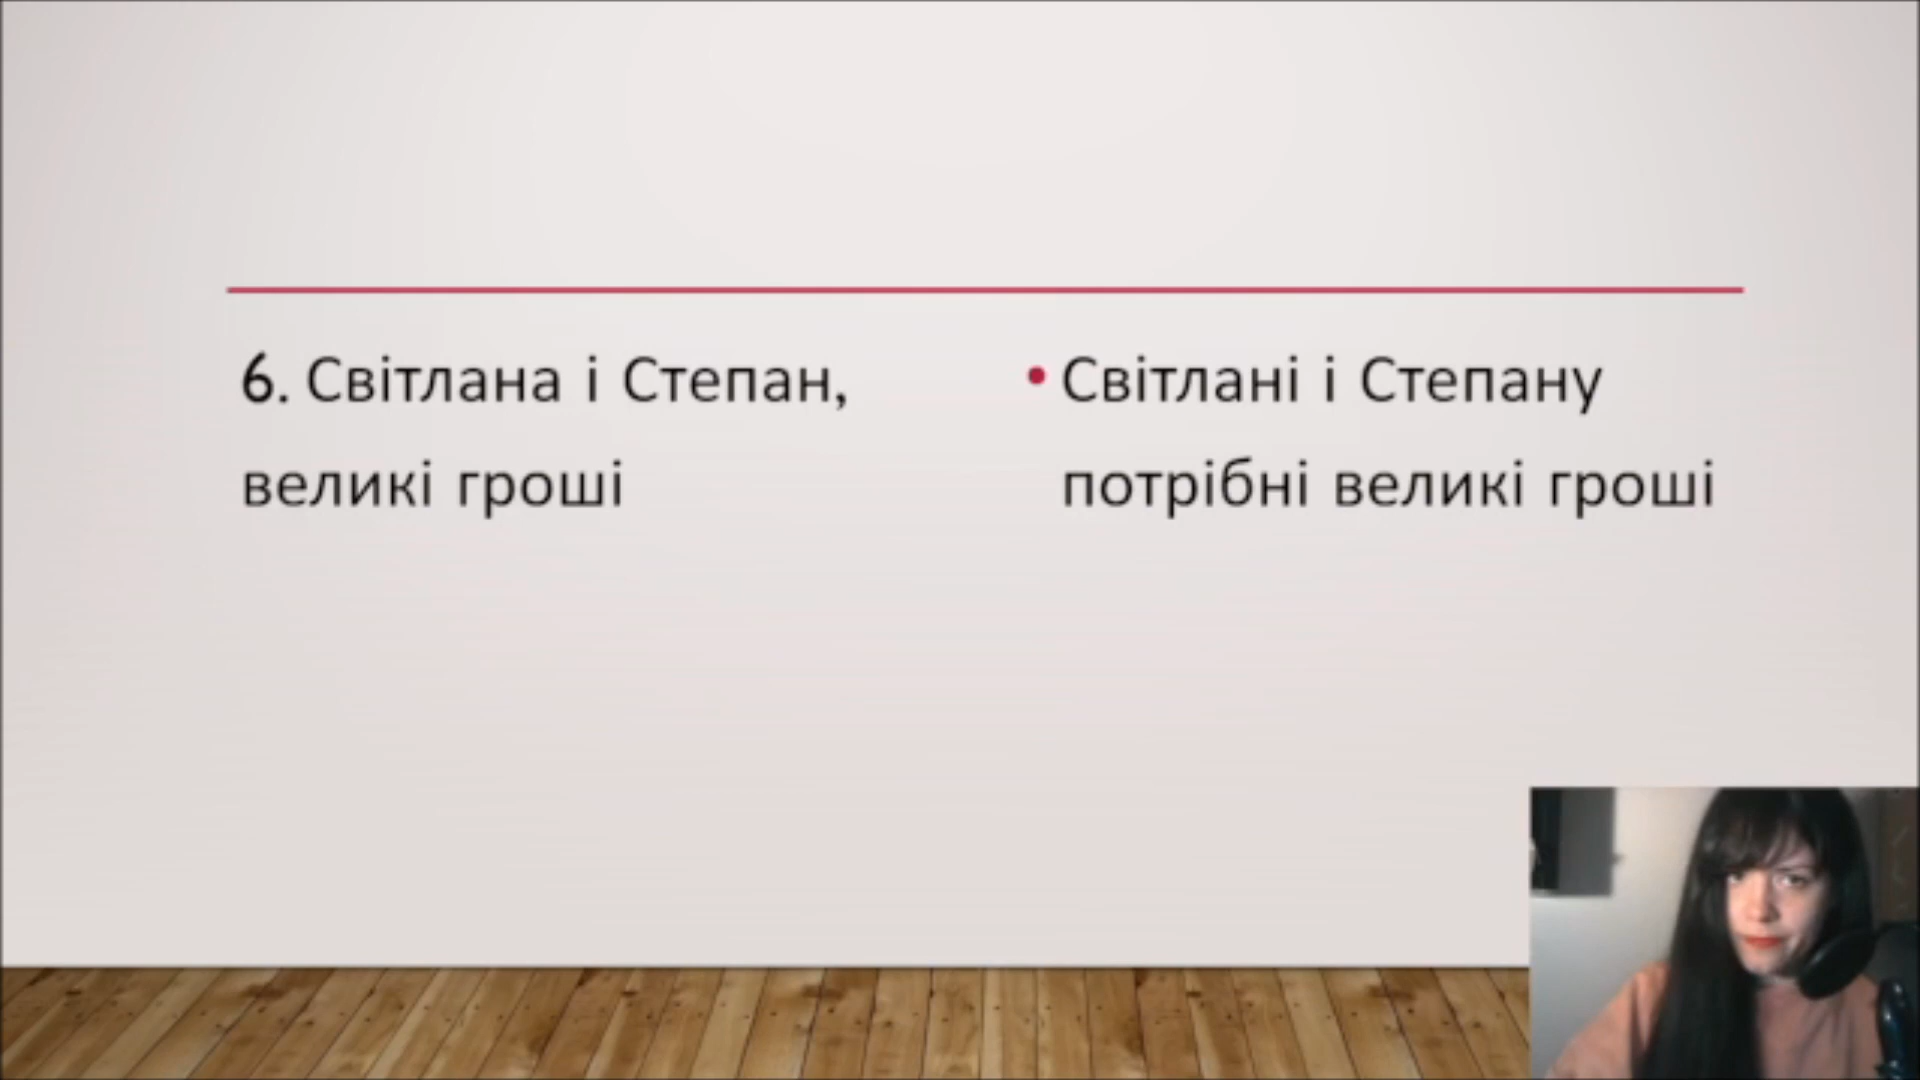 6. Світлана і Степан,
великі гроші
• Світлані і Степану
потрібні великі гроші